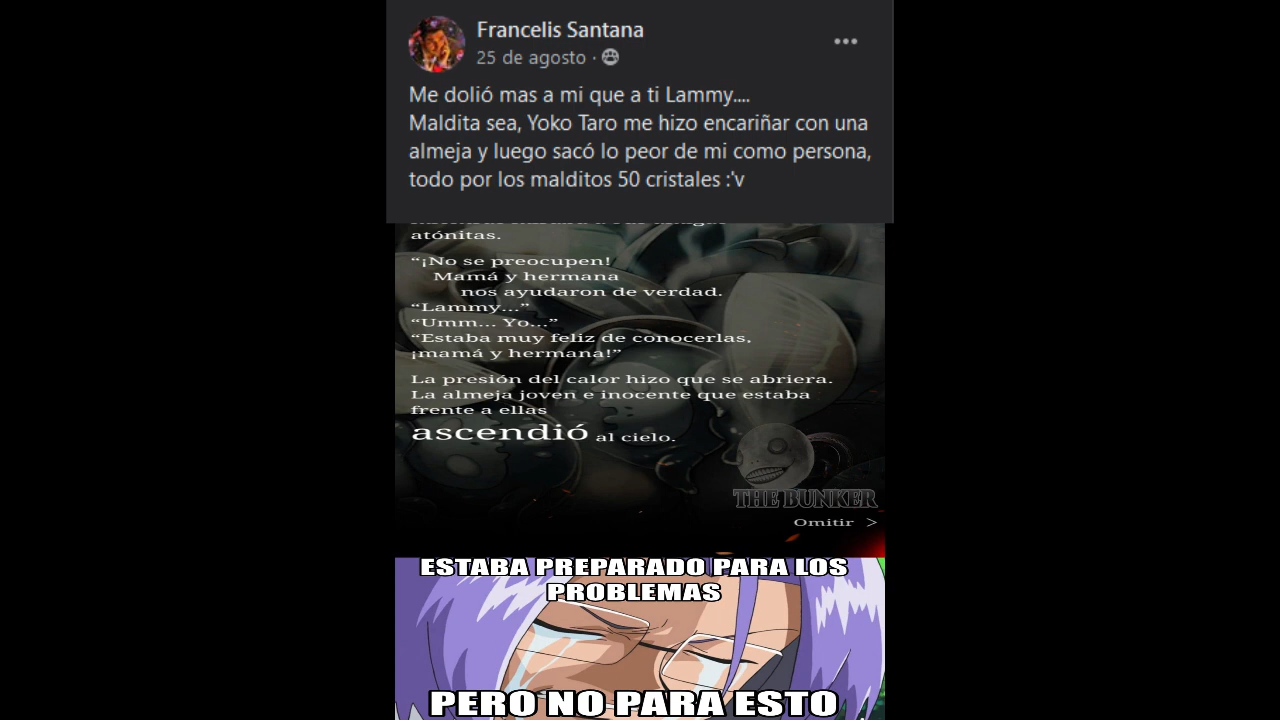 Francelis Santana
25 de agosto ·
Me dolió mas a mi que a ti Lammy....
Maldita sea, Yoko Taro me hizo encariñar con una
almeja y luego sacó lo peor de mi como persona,
todo por los malditos 50 cristales :'v
atónitas.
“¡No se preocupen!
Mamá y hermana
nos ayudaron de verdad.
“Lammy...”
“Umm... Yo...”
“Estaba muy feliz de conocerlas,
¡mamá y hermana!”
La presión del calor hizo que se abriera.
La almeja joven e inocente que estaba
frente a ellas
ascendió al cielo.
THE BUNKER
Omitir >
ESTABA PREPARADO PARA LOS
PROBLEMAS
PERO NO PARA ESTO